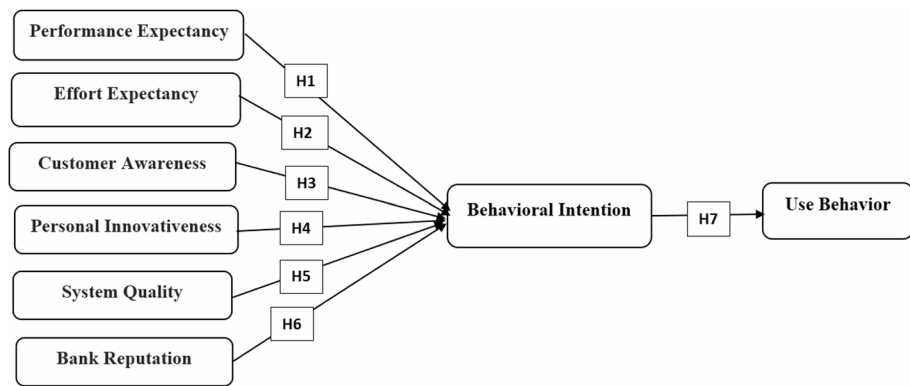 Performance Expectancy
H1
Effort Expectancy
H2
Customer Awareness
H3
Personal Innovativeness
H4
System Quality
H5
Bank Reputation
H6
Behavioral Intention
H7
Use Behavior